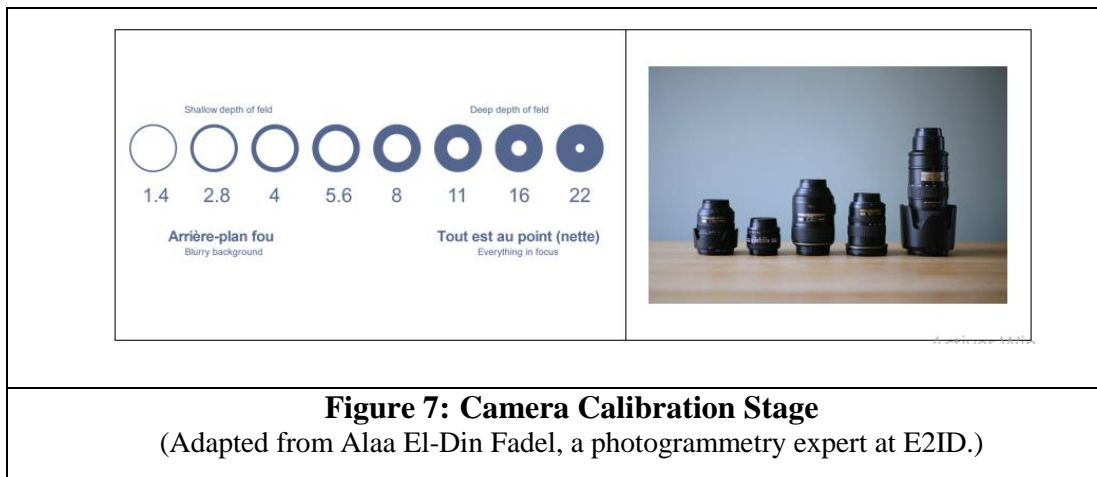 Shallow depth of feld
Deep depth of feld
1.4 2.8 4 5.6 8 11 16 22
Arrière-plan fou
Blurry background
Tout est au point (nette)
Everything in focus
Figure 7: Camera Calibration Stage
(Adapted from Alaa El-Din Fadel, a photogrammetry expert at E2ID.)